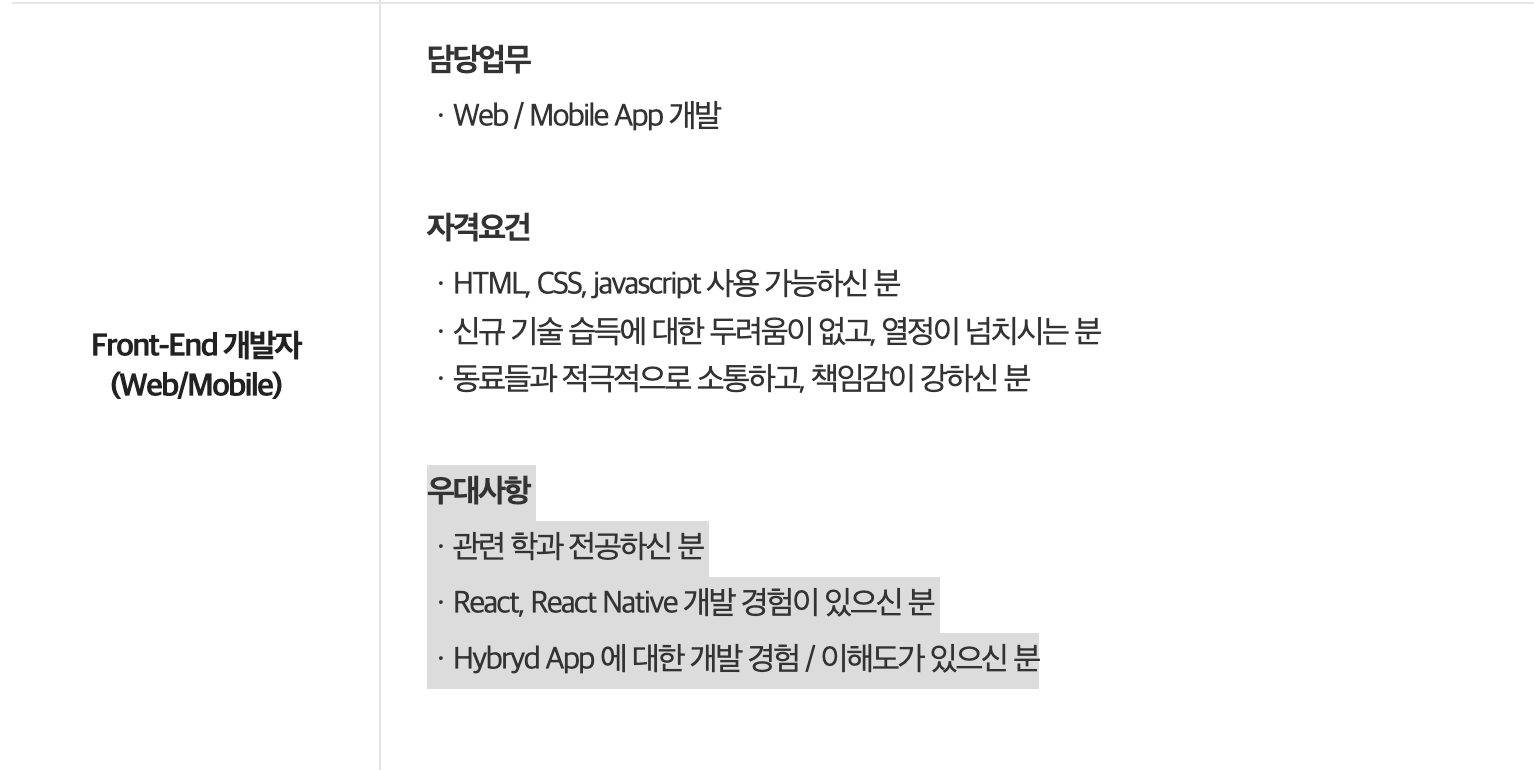 Front-End 개발자
(Web/Mobile)
담당업무
· Web / Mobile App 개발
자격요건
· HTML, CSS, javascript 사용 가능하신 분
· 신규 기술 습득에 대한 두려움이 없고, 열정이 넘치시는 분
· 동료들과 적극적으로 소통하고, 책임감이 강하신 분
우대사항
· 관련 학과 전공하신 분
· React, React Native 개발 경험이 있으신 분
· Hybryd App 에 대한 개발 경험 / 이해도가 있으신 분